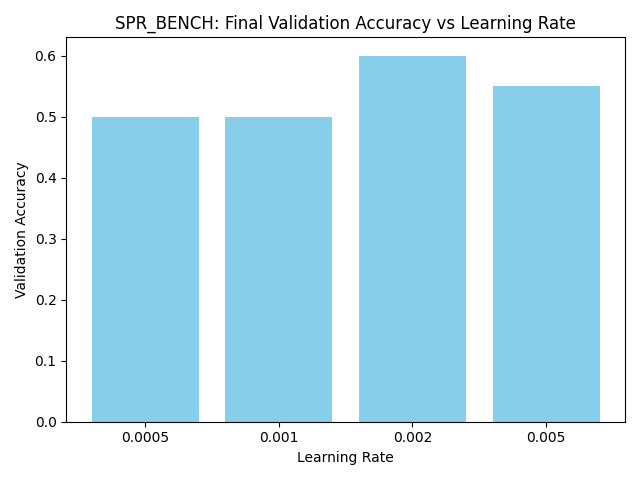 SPR_BENCH: Final Validation Accuracy vs Learning Rate
Validation Accuracy
0.6
0.5
0.4
0.3
0.2
0.1
0.0
0.0005 0.001 0.002 0.005
Learning Rate